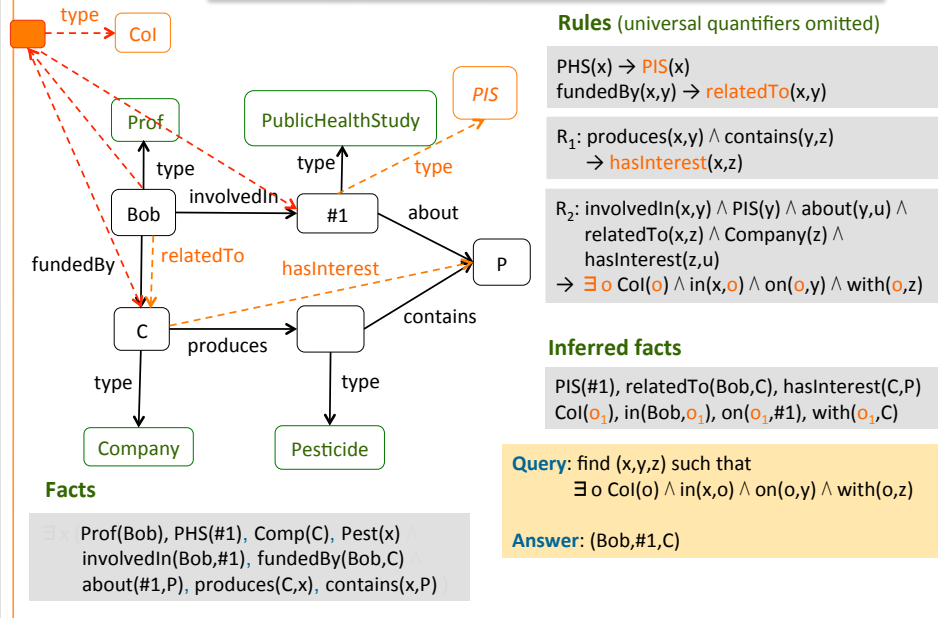 type
CoI
Prof
PublicHealthStudy
PIS
type
type
type
Bob
involvedIn
#1
about
fundedBy
relatedTo
hasInterest
P
C
produces
contains
type
type
Company
Pesticide
Facts
∃ x ( Prof(Bob), PHS(#1), Comp(C), Pest(x) ∧
involvedIn(Bob,#1), fundedBy(Bob,C) ∧
about(#1,P), produces(C,x), contains(x,P) )
Rules (universal quantifiers omitted)
PHS(x) → PIS(x)
fundedBy(x,y) → relatedTo(x,y)
R1: produces(x,y) ∧ contains(y,z)
→ hasInterest(x,z)
R2: involvedIn(x,y) ∧ PIS(y) ∧ about(y,u) ∧
relatedTo(x,z) ∧ Company(z) ∧
hasInterest(z,u)
→ ∃ o CoI(o) ∧ in(x,o) ∧ on(o,y) ∧ with(o,z)
Inferred facts
PIS(#1), relatedTo(Bob,C), hasInterest(C,P)
CoI(o1), in(Bob,o1), on(o1,#1), with(o1,C)
Query: find (x,y,z) such that
∃ o CoI(o) ∧ in(x,o) ∧ on(o,y) ∧ with(o,z)
Answer: (Bob,#1,C)